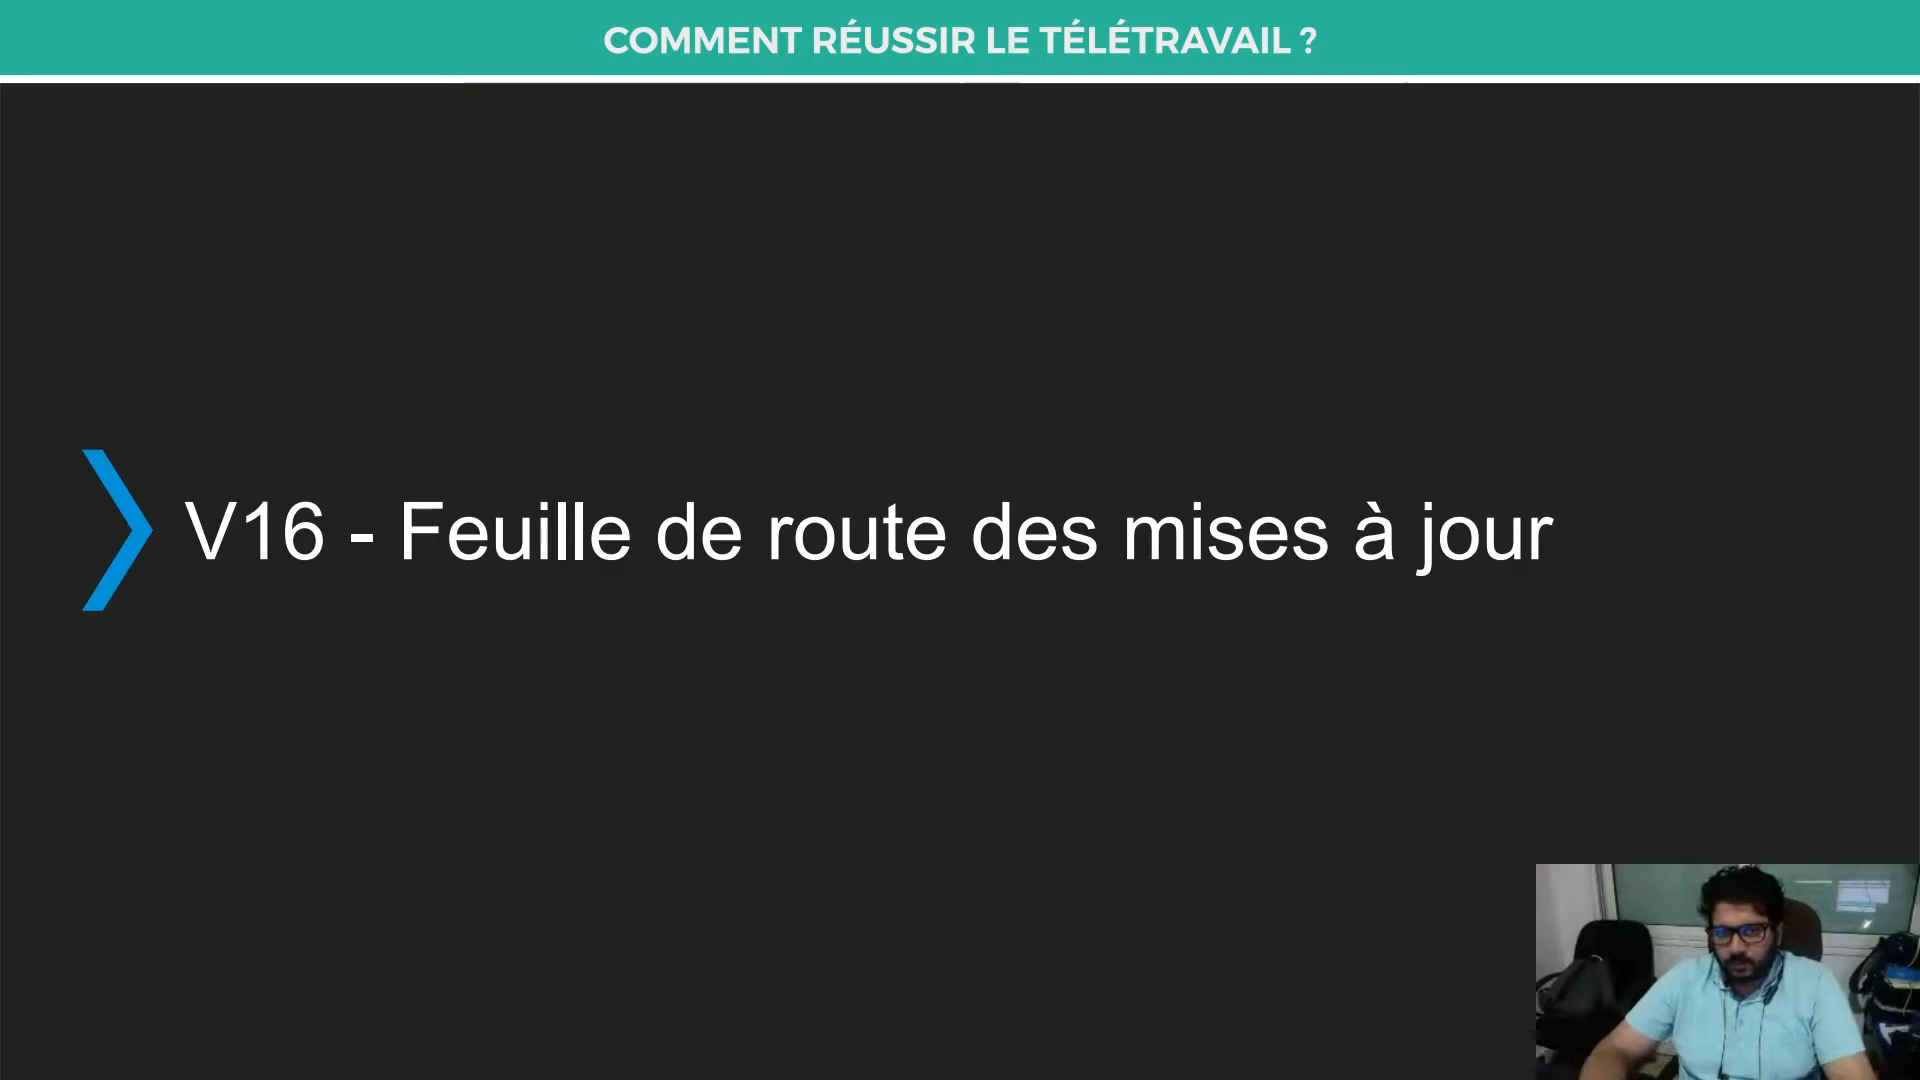 COMMENT RÉUSSIR LE TÉLÉTRAVAIL ?
V16 - Feuille de route des mises à jour